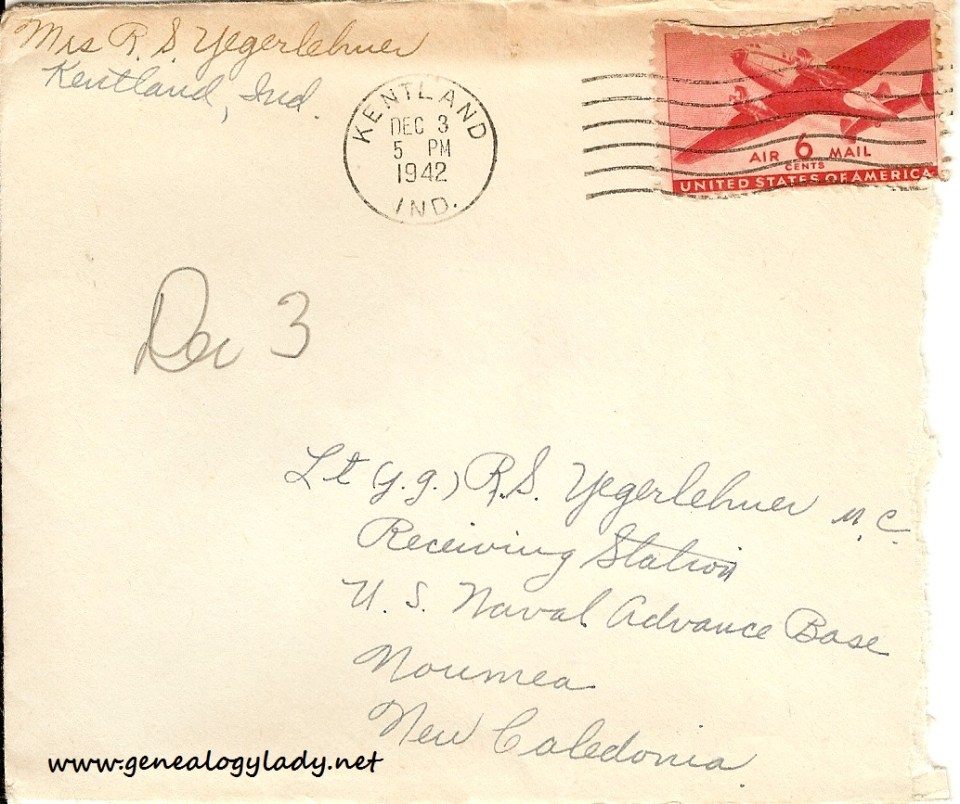 Mrs R. S. Yegerlehner
Kentland, Ind.
KENTLAND
DEC 3
5 PM
1942
IND.
AIR 6 MAIL
CENTS
UNITED STATES OF AMERICA
Dec 3
Lt (j.g.) R.S. Yegerlehner M.C.
Receiving Station
U. S. Naval Advance Base
Noumea
New Caledonia
www.genealogylady.net